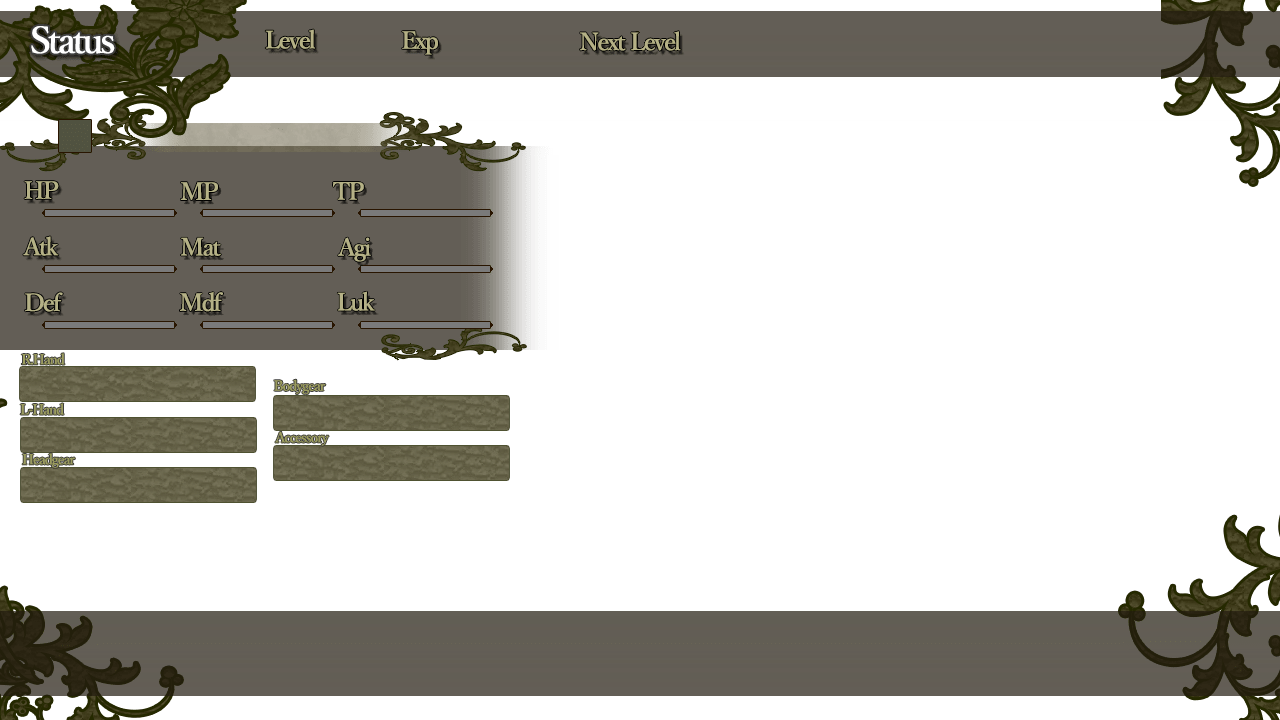 Status Level Exp Next Level
HP MP TP
Atk Mat Agi
Def Mdf Luk
R.Hand
Bodygear
L-Hand
Accessory
Headgear